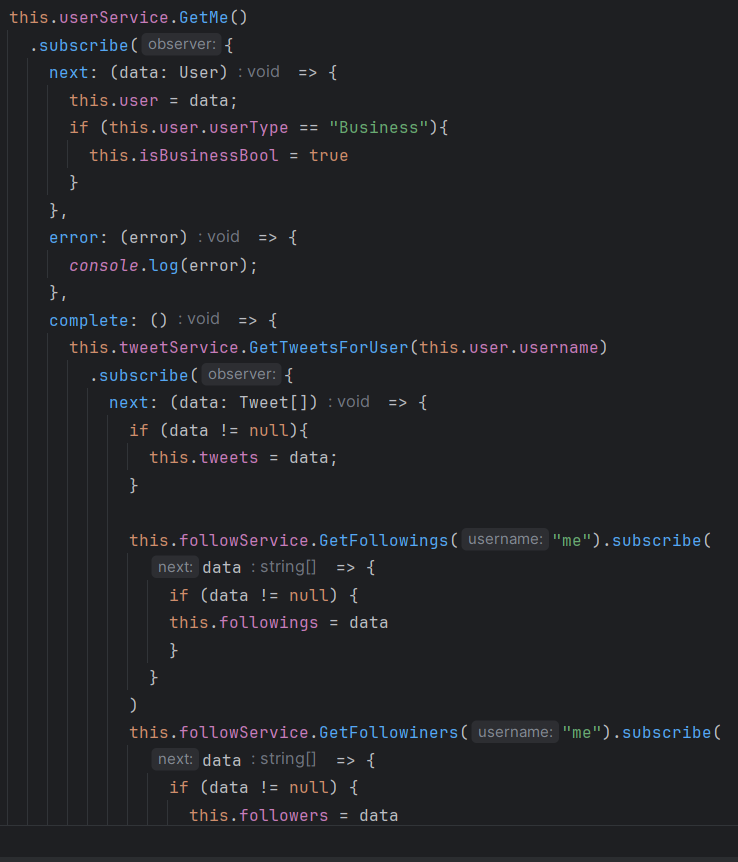 this.userService.GetMe()
.subscribe( observer: {
next: (data: User) : void => {
this.user = data;
if (this.user.userType == "Business"){
this.isBusinessBool = true
}
},
error: (error) : void => {
console.log(error);
},
complete: () : void => {
this.tweetService.GetTweetsForUser(this.user.username)
.subscribe( observer: {
next: (data: Tweet[]) : void => {
if (data != null){
this.tweets = data;
}
this.followService.GetFollowings( username: "me").subscribe(
next: data : string[] => {
if (data != null) {
this.followings = data
}
}
)
this.followService.GetFollowiners( username: "me").subscribe(
next: data : string[] => {
if (data != null) {
this.followers = data